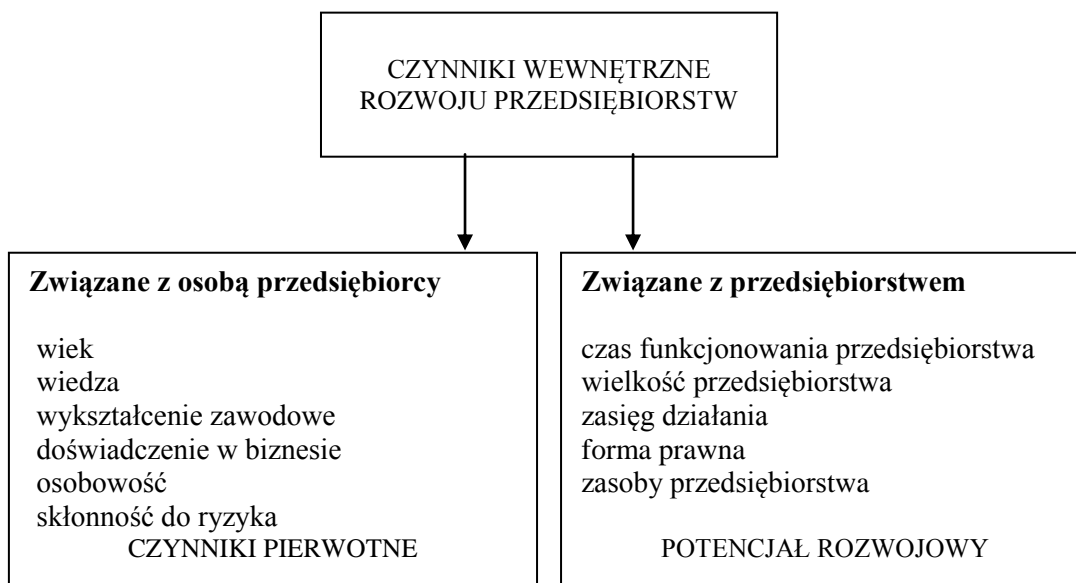 CZYNNIKI WEWNĘTRZNE
ROZWOJU PRZEDSIĘBIORSTW
Związane z osobą przedsiębiorcy
wiek
wiedza
wykształcenie zawodowe
doświadczenie w biznesie
osobowość
skłonność do ryzyka
CZYNNIKI PIERWOTNE
Związane z przedsiębiorstwem
czas funkcjonowania przedsiębiorstwa
wielkość przedsiębiorstwa
zasięg działania
forma prawna
zasoby przedsiębiorstwa
POTENCJAŁ ROZWOJOWY